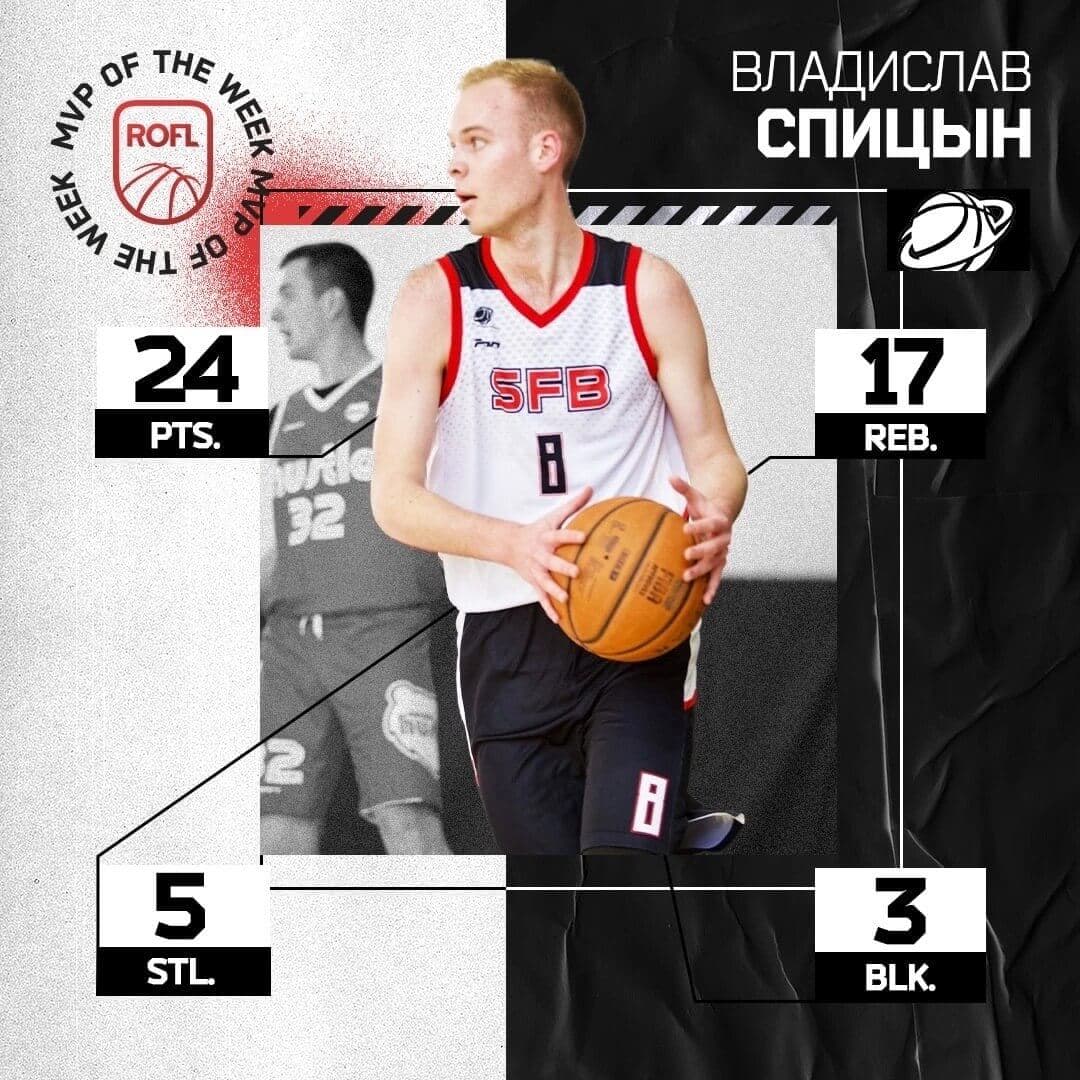 MVP OF THE WEEK MVP OF THE WEEK
ROFL
ВЛАДИСЛАВ
СПИЦЫН
24
PTS.
17
REB.
SFB
8
32
8
5
STL.
3
BLK.